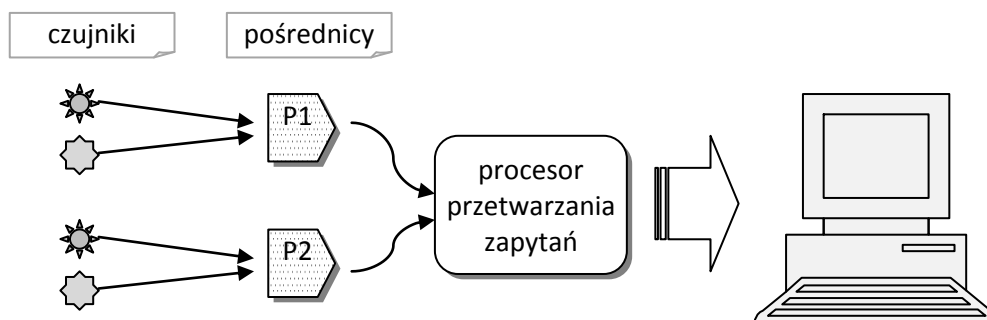 czujniki
pośrednicy
P1
P2
procesor
przetwarzania
zapytań